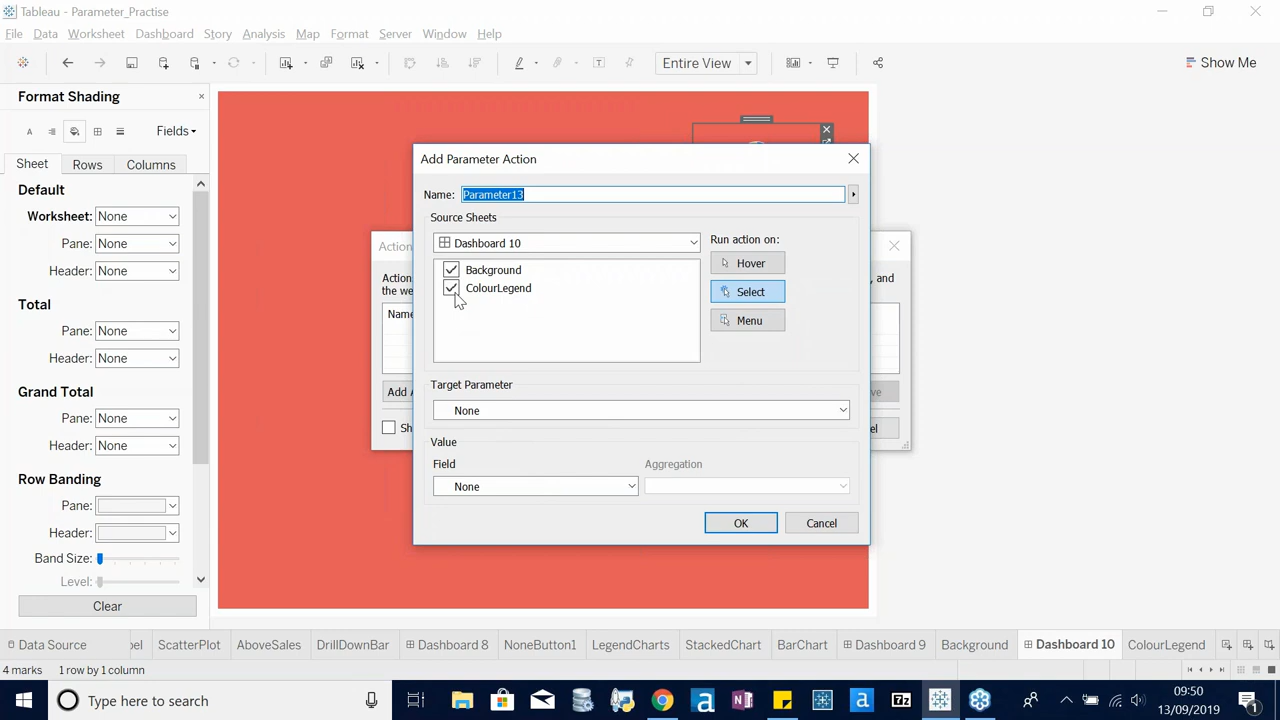 Tableau - Parameter_Practise
File Data Worksheet Dashboard Story Analysis Map Format Server Window Help
Entire View
Show Me
Format Shading
Fields
Sheet Rows Columns
Default
Worksheet: None
Pane: None
Header: None
Total
Pane: None
Header: None
Grand Total
Pane: None
Header: None
Row Banding
Pane:
Header:
Band Size:
Level:
Clear
Add Parameter Action
Name: Parameter13
Source Sheets
Dashboard 10
Background
ColourLegend
Run action on:
Hover
Select
Menu
Target Parameter
None
Value
Field Aggregation
None
OK Cancel
Data Source ScatterPlot AboveSales DrillDownBar Dashboard 8 NoneButton1 LegendCharts StackedChart BarChart Dashboard 9 Background Dashboard 10 ColourLegend
4 marks 1 row by 1 column
Type here to search
09:50
13/09/2019